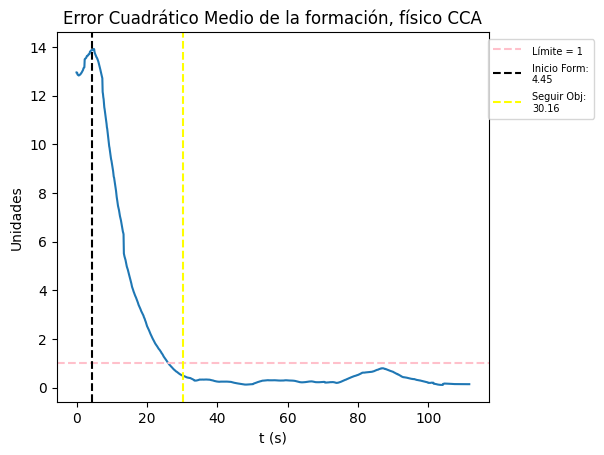 Error Cuadrático Medio de la formación, físico CCA
Límite = 1
Inicio Form:
4.45
Seguir Obj:
30.16
Unidades
14
12
10
8
6
4
2
0
0 20 40 60 80 100
t (s)